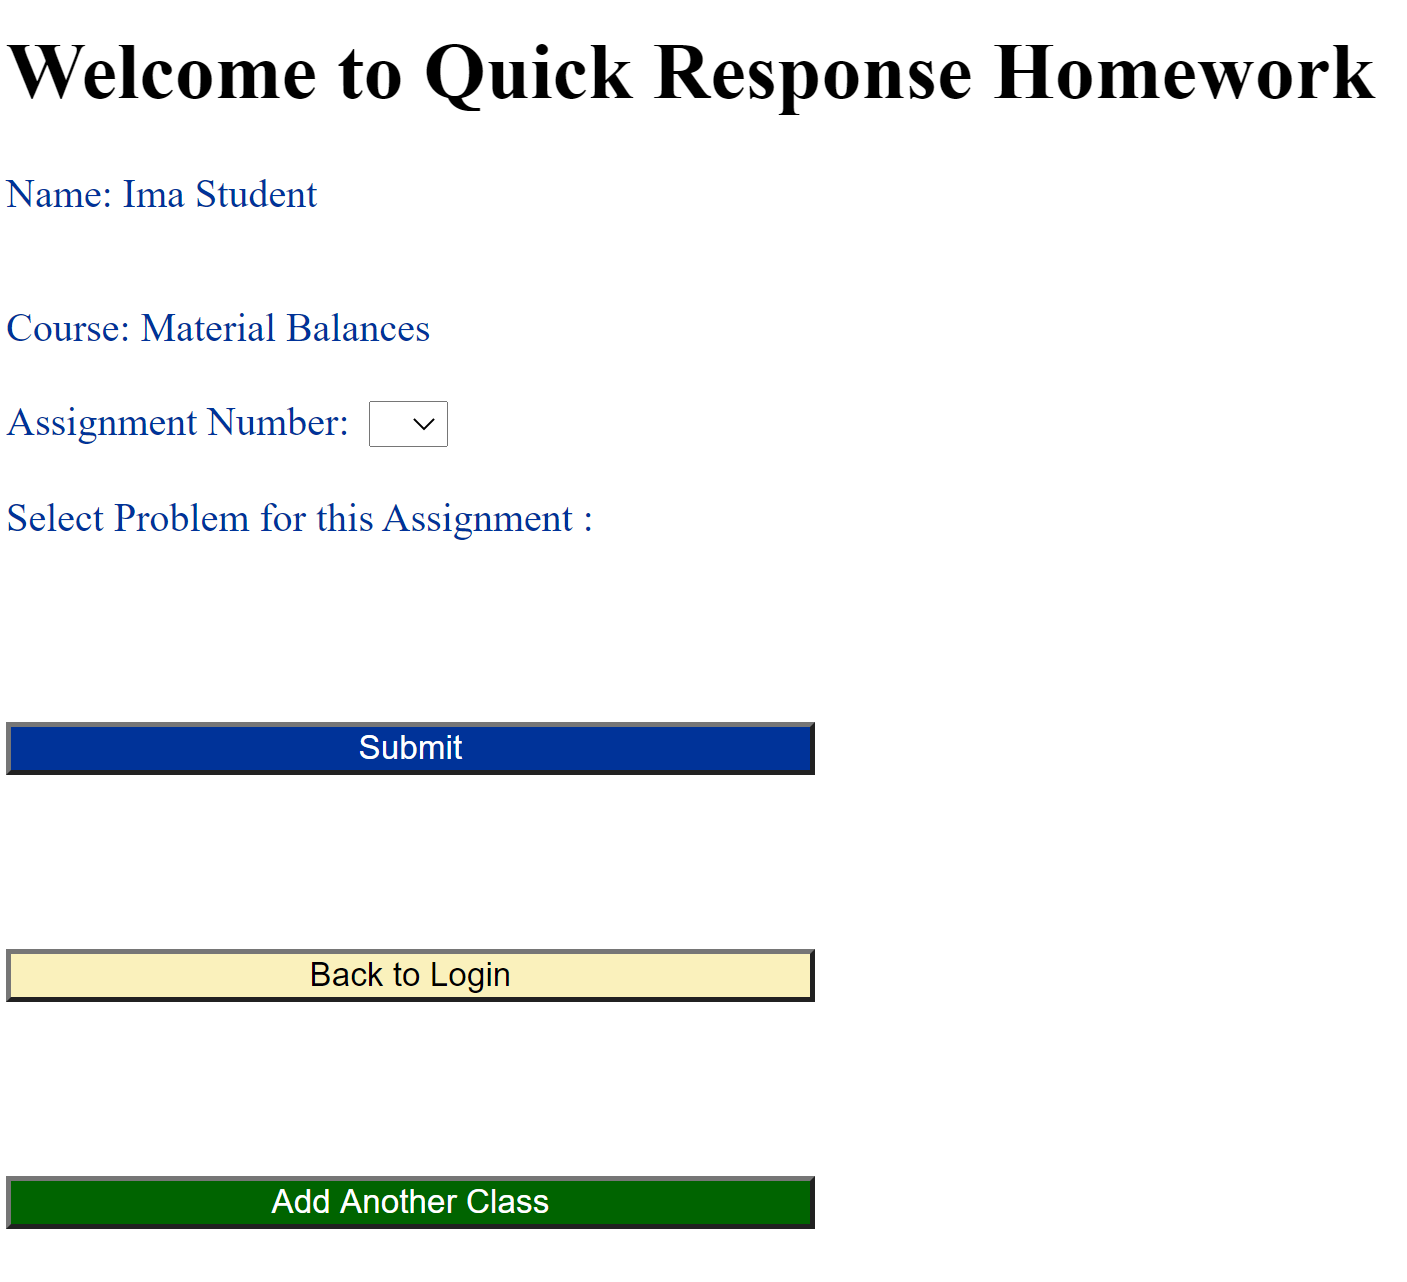 Welcome to Quick Response Homework
Name: Ima Student
Course: Material Balances
Assignment Number:
Select Problem for this Assignment :
Submit
Back to Login
Add Another Class